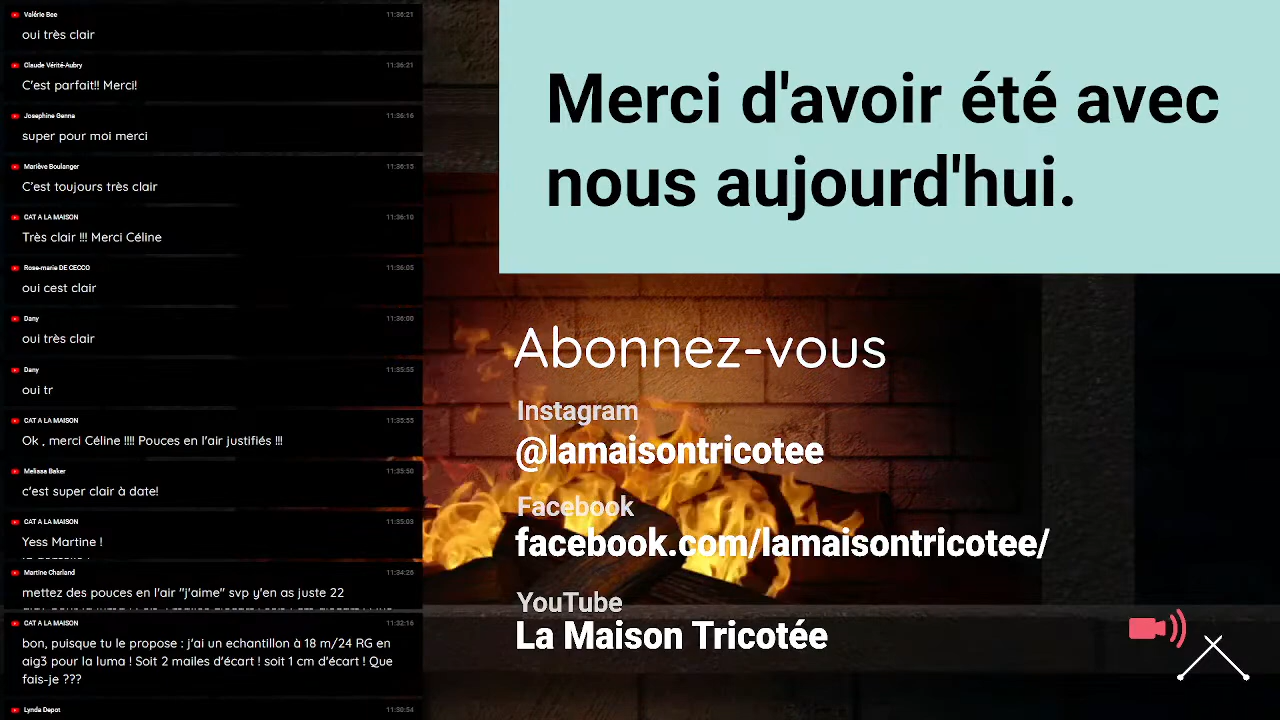 Valérie Bee 11:36:21
oui très clair
Claude Vérité-Aubry 11:36:21
C'est parfait!! Merci!
Josephine Genna 11:36:16
super pour moi merci
Mariève Boulanger 11:36:15
C'est toujours très clair
CAT A LA MAISON 11:36:10
Très clair !!! Merci Céline
Rose-marie DE CECCO 11:36:05
oui cest clair
Dany 11:36:00
oui très clair
Dany 11:35:55
oui tr
CAT A LA MAISON 11:35:55
Ok , merci Céline !!!! Pouces en l'air justifiés !!!
Melissa Baker 11:35:50
c'est super clair à date!
CAT A LA MAISON 11:35:03
Yess Martine !
Martine Charland 11:34:26
mettez des pouces en l'air "j'aime" svp y'en as juste 22
CAT A LA MAISON 11:32:16
bon, puisque tu le propose : j'ai un echantillon à 18 m/24 RG en
aig3 pour la luma ! Soit 2 mailes d'écart ! soit 1 cm d'écart ! Que
fais-je ???
Lynda Depot 11:30:54
Merci d'avoir été avec
nous aujourd'hui.
Abonnez-vous
Instagram
@lamaisontricotee
Facebook
facebook.com/lamaisontricotee/
YouTube
La Maison Tricotée